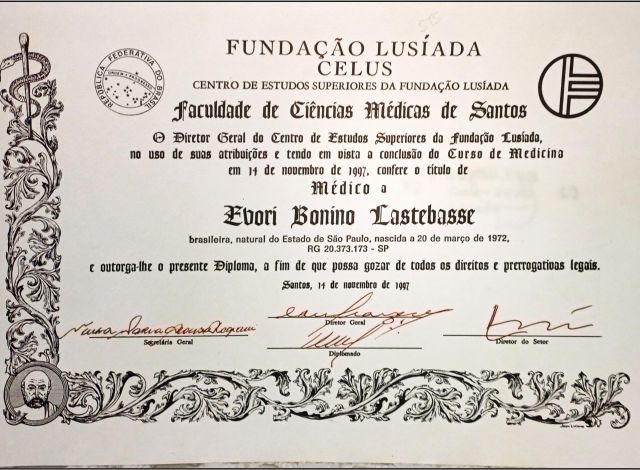 FUNDAÇÃO LUSÍADA
CELUS
CENTRO DE ESTUDOS SUPERIORES DA FUNDAÇÃO LUSÍADA
REPÚBLICA FEDERATIVA DO BRASIL
Faculdade de Ciências Médicas de Santos
O Diretor Geral do Centro de Estudos Superiores da Fundação Lusíada,
no uso de suas atribuições e tendo em vista a conclusão do Curso de Medicina
em 14 de novembro de 1997, confere o título de
Médico a
Evori Bonino Lastebasse
brasileira, natural do Estado de São Paulo, nascida a 20 de março de 1972,
RG 20.373.173 - SP
e outorga-lhe o presente Diploma, a fim de que possa gozar de todos os direitos e prerrogativas legais.
Santos, 14 de novembro de 1997
Secretária Geral
Diretor Geral
Diretor do Setor
Diplomado